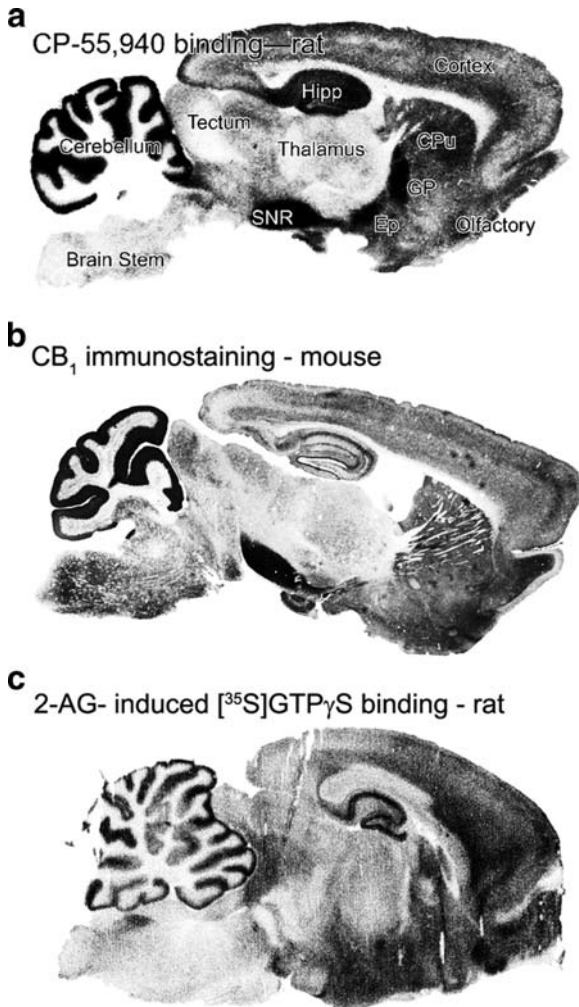 a
CP-55,940 binding—rat
Cortex
Hipp
Tectum
Cerebellum
Thalamus
CPu
GP
SNR
Ep
Olfactory
Brain Stem
b
CB₁ immunostaining - mouse
c
2-AG- induced [³⁵S]GTPγS binding - rat